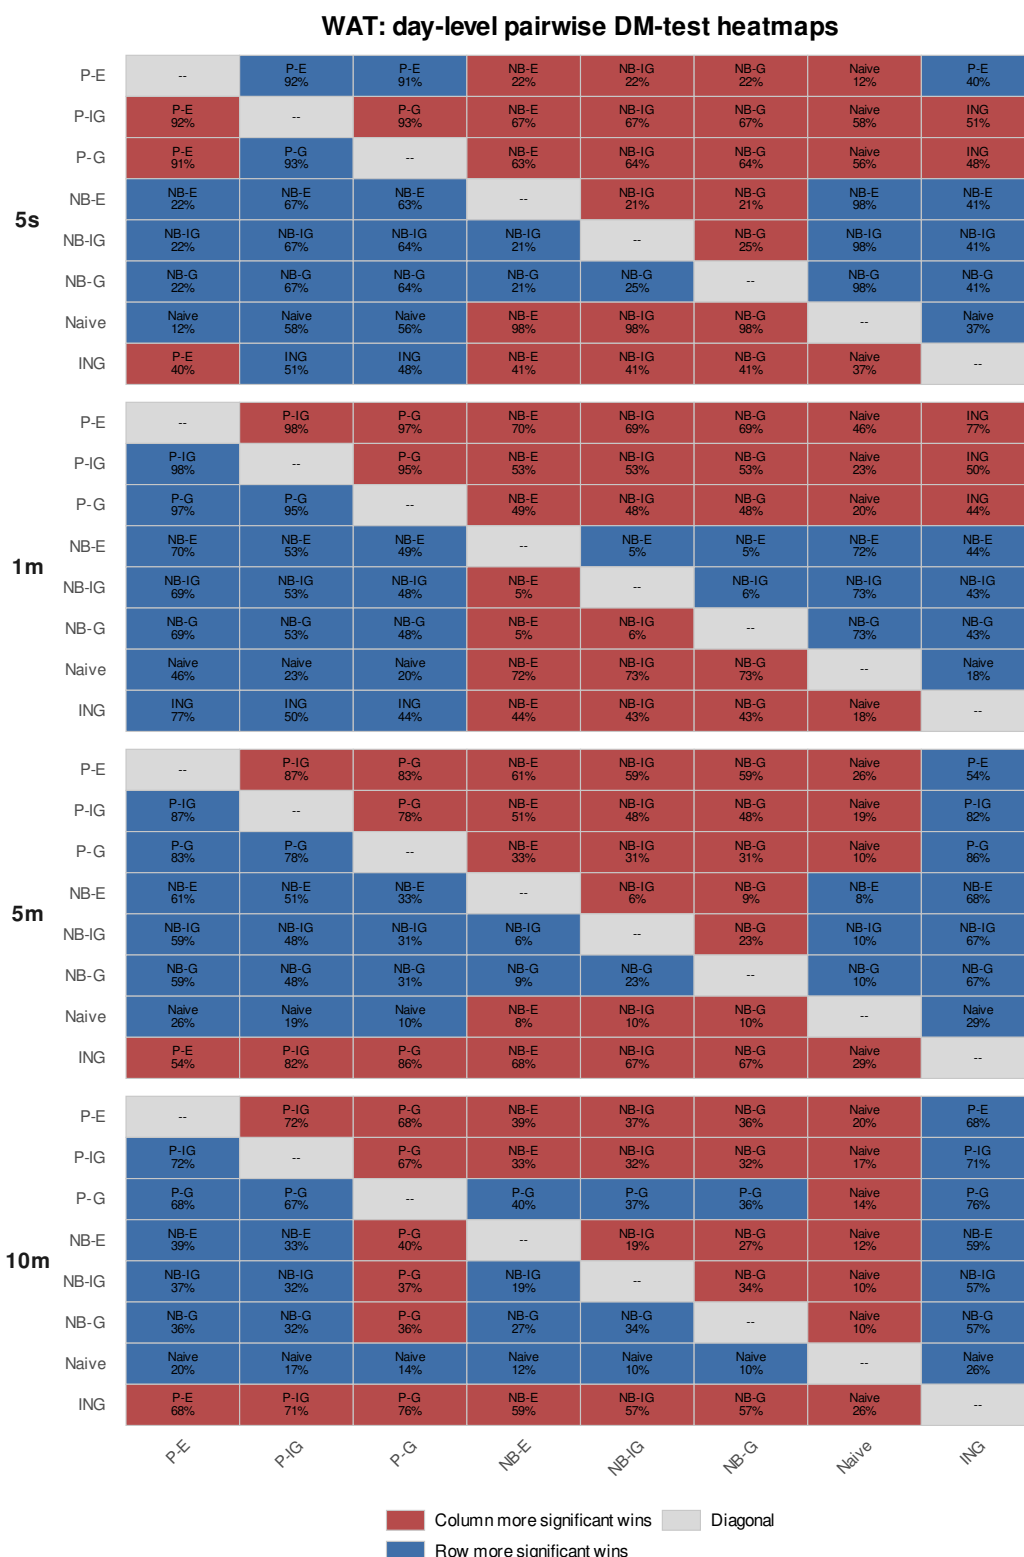 WAT: day-level pairwise DM-test heatmaps
5s
P-E -- P-E 92% P-E 91% NB-E 22% NB-IG 22% NB-G 22% Naive 12% P-E 40%
P-IG P-E 92% -- P-G 93% NB-E 67% NB-IG 67% NB-G 67% Naive 58% ING 51%
P-G P-E 91% P-G 93% -- NB-E 63% NB-IG 64% NB-G 64% Naive 56% ING 48%
NB-E NB-E 22% NB-E 67% NB-E 63% -- NB-IG 21% NB-G 21% NB-E 98% NB-E 41%
NB-IG NB-IG 22% NB-IG 67% NB-IG 64% NB-IG 21% -- NB-G 25% NB-IG 98% NB-IG 41%
NB-G NB-G 22% NB-G 67% NB-G 64% NB-G 21% NB-G 25% -- NB-G 98% NB-G 41%
Naive Naive 12% Naive 58% Naive 56% NB-E 98% NB-IG 98% NB-G 98% -- Naive 37%
ING P-E 40% ING 51% ING 48% NB-E 41% NB-IG 41% NB-G 41% Naive 37% --
1m
P-E -- P-IG 98% P-G 97% NB-E 70% NB-IG 69% NB-G 69% Naive 46% ING 77%
P-IG P-IG 98% -- P-G 95% NB-E 53% NB-IG 53% NB-G 53% Naive 23% ING 50%
P-G P-G 97% P-G 95% -- NB-E 49% NB-IG 48% NB-G 48% Naive 20% ING 44%
NB-E NB-E 70% NB-E 53% NB-E 49% -- NB-E 5% NB-E 5% NB-E 72% NB-E 44%
NB-IG NB-IG 69% NB-IG 53% NB-IG 48% NB-E 5% -- NB-IG 6% NB-IG 73% NB-IG 43%
NB-G NB-G 69% NB-G 53% NB-G 48% NB-E 5% NB-IG 6% -- NB-G 73% NB-G 43%
Naive Naive 46% Naive 23% Naive 20% NB-E 72% NB-IG 73% NB-G 73% -- Naive 18%
ING ING 77% ING 50% ING 44% NB-E 44% NB-IG 43% NB-G 43% Naive 18% --
5m
P-E -- P-IG 87% P-G 83% NB-E 61% NB-IG 59% NB-G 59% Naive 26% P-E 54%
P-IG P-IG 87% -- P-G 78% NB-E 51% NB-IG 48% NB-G 48% Naive 19% P-IG 82%
P-G P-G 83% P-G 78% -- NB-E 33% NB-IG 31% NB-G 31% Naive 10% P-G 86%
NB-E NB-E 61% NB-E 51% NB-E 33% -- NB-IG 6% NB-G 9% NB-E 8% NB-E 68%
NB-IG NB-IG 59% NB-IG 48% NB-IG 31% NB-IG 6% -- NB-G 23% NB-IG 10% NB-IG 67%
NB-G NB-G 59% NB-G 48% NB-G 31% NB-G 9% NB-G 23% -- NB-G 10% NB-G 67%
Naive Naive 26% Naive 19% Naive 10% NB-E 8% NB-IG 10% NB-G 10% -- Naive 29%
ING P-E 54% P-IG 82% P-G 86% NB-E 68% NB-IG 67% NB-G 67% Naive 29% --
10m
P-E -- P-IG 72% P-G 68% NB-E 39% NB-IG 37% NB-G 36% Naive 20% P-E 68%
P-IG P-IG 72% -- P-G 67% NB-E 33% NB-IG 32% NB-G 32% Naive 17% P-IG 71%
P-G P-G 68% P-G 67% -- P-G 40% P-G 37% P-G 36% Naive 14% P-G 76%
NB-E NB-E 39% NB-E 33% P-G 40% -- NB-IG 19% NB-G 27% Naive 12% NB-E 59%
NB-IG NB-IG 37% NB-IG 32% P-G 37% NB-IG 19% -- NB-G 34% Naive 10% NB-IG 57%
NB-G NB-G 36% NB-G 32% P-G 36% NB-G 27% NB-G 34% -- Naive 10% NB-G 57%
Naive Naive 20% Naive 17% Naive 14% Naive 12% Naive 10% Naive 10% -- Naive 26%
ING P-E 68% P-IG 71% P-G 76% NB-E 59% NB-IG 57% NB-G 57% Naive 26% --
P-E P-IG P-G NB-E NB-IG NB-G Naive ING
Column more significant wins Diagonal
Row more significant wins